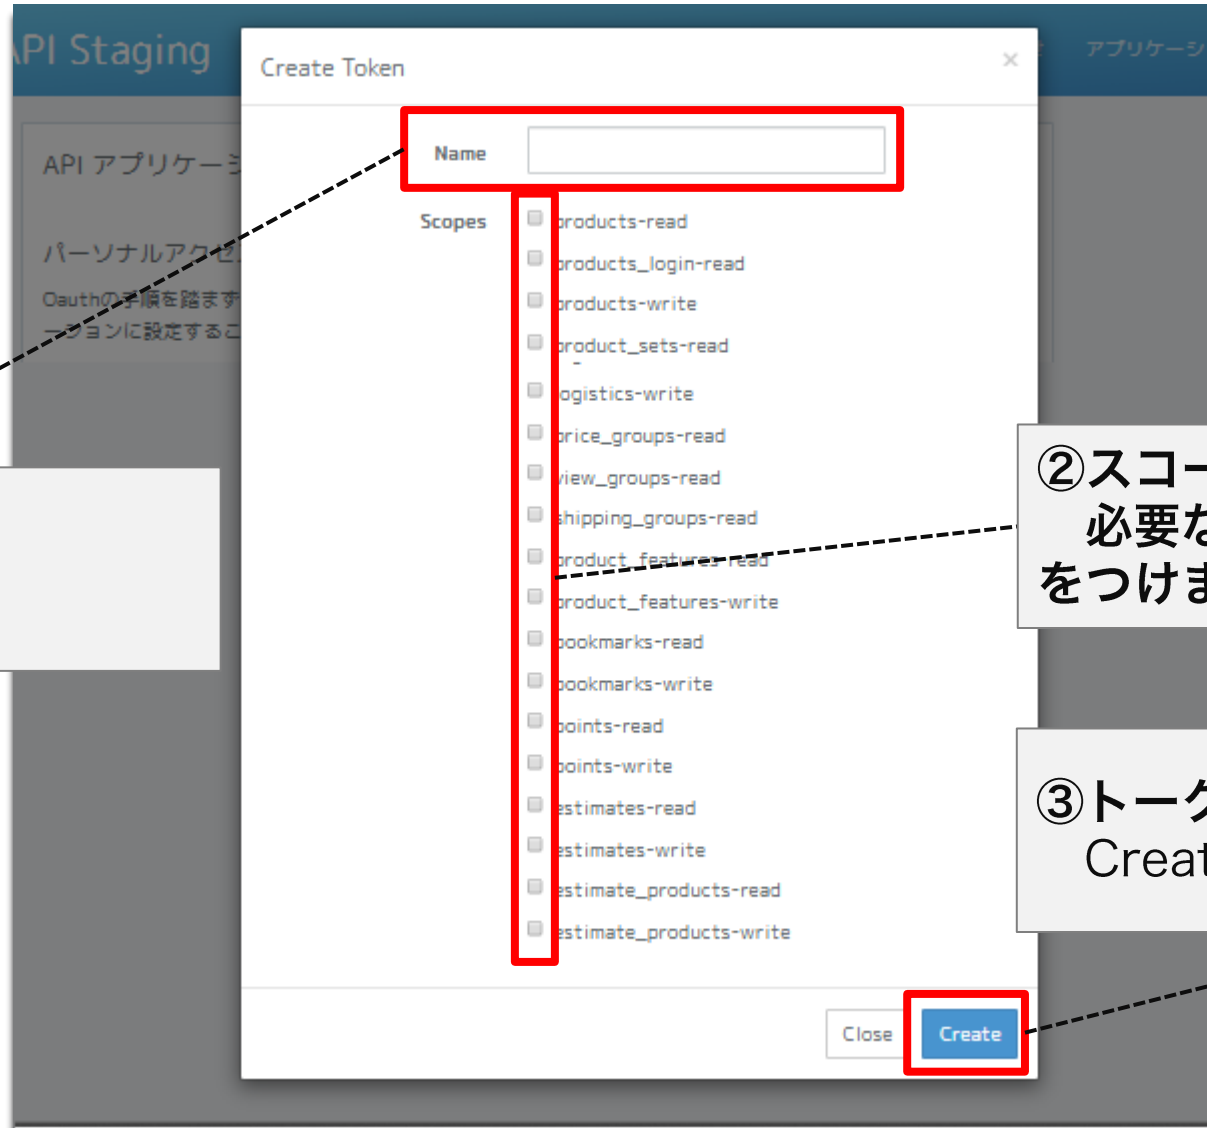 API Staging
アプリケーシ
Create Token
×
API アプリケーシ
Name
パーソナルアクセ
Oauthの手順を踏まず
ーションに設定するこ
Scopes
products-read
products_login-read
products-write
product_sets-read
logistics-write
price_groups-read
view_groups-read
shipping_groups-read
product_features-read
product_features-write
bookmarks-read
bookmarks-write
points-read
points-write
estimates-read
estimates-write
estimate_products-read
estimate_products-write
②スコー
必要な
をつけま
③トーク
Creat
Close
Create